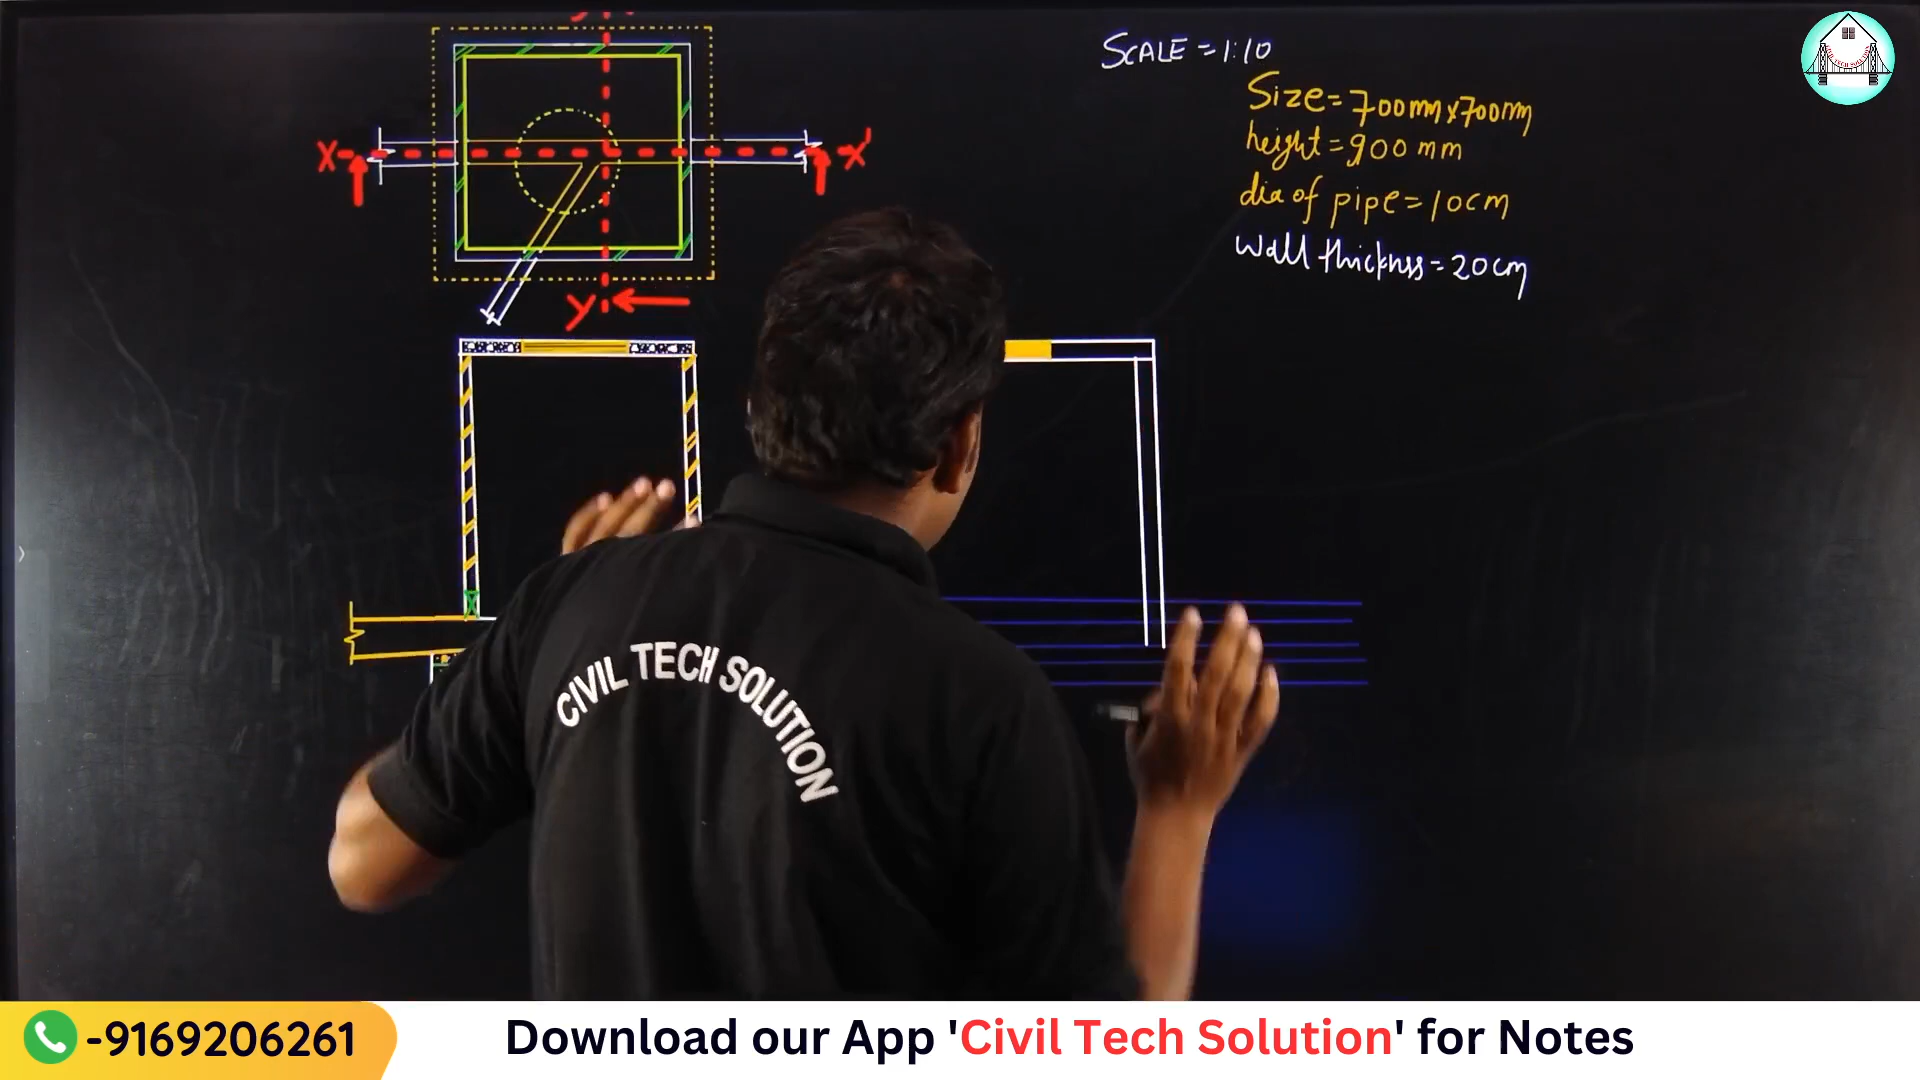 SCALE = 1:10
Size = 700mm x 700mm
height = 900 mm
dia of pipe = 10cm
wall thicknss = 20cm
X
-X'
Y
CIVIL TECH SOLUTION
-9169206261
Download our App 'Civil Tech Solution' for Notes